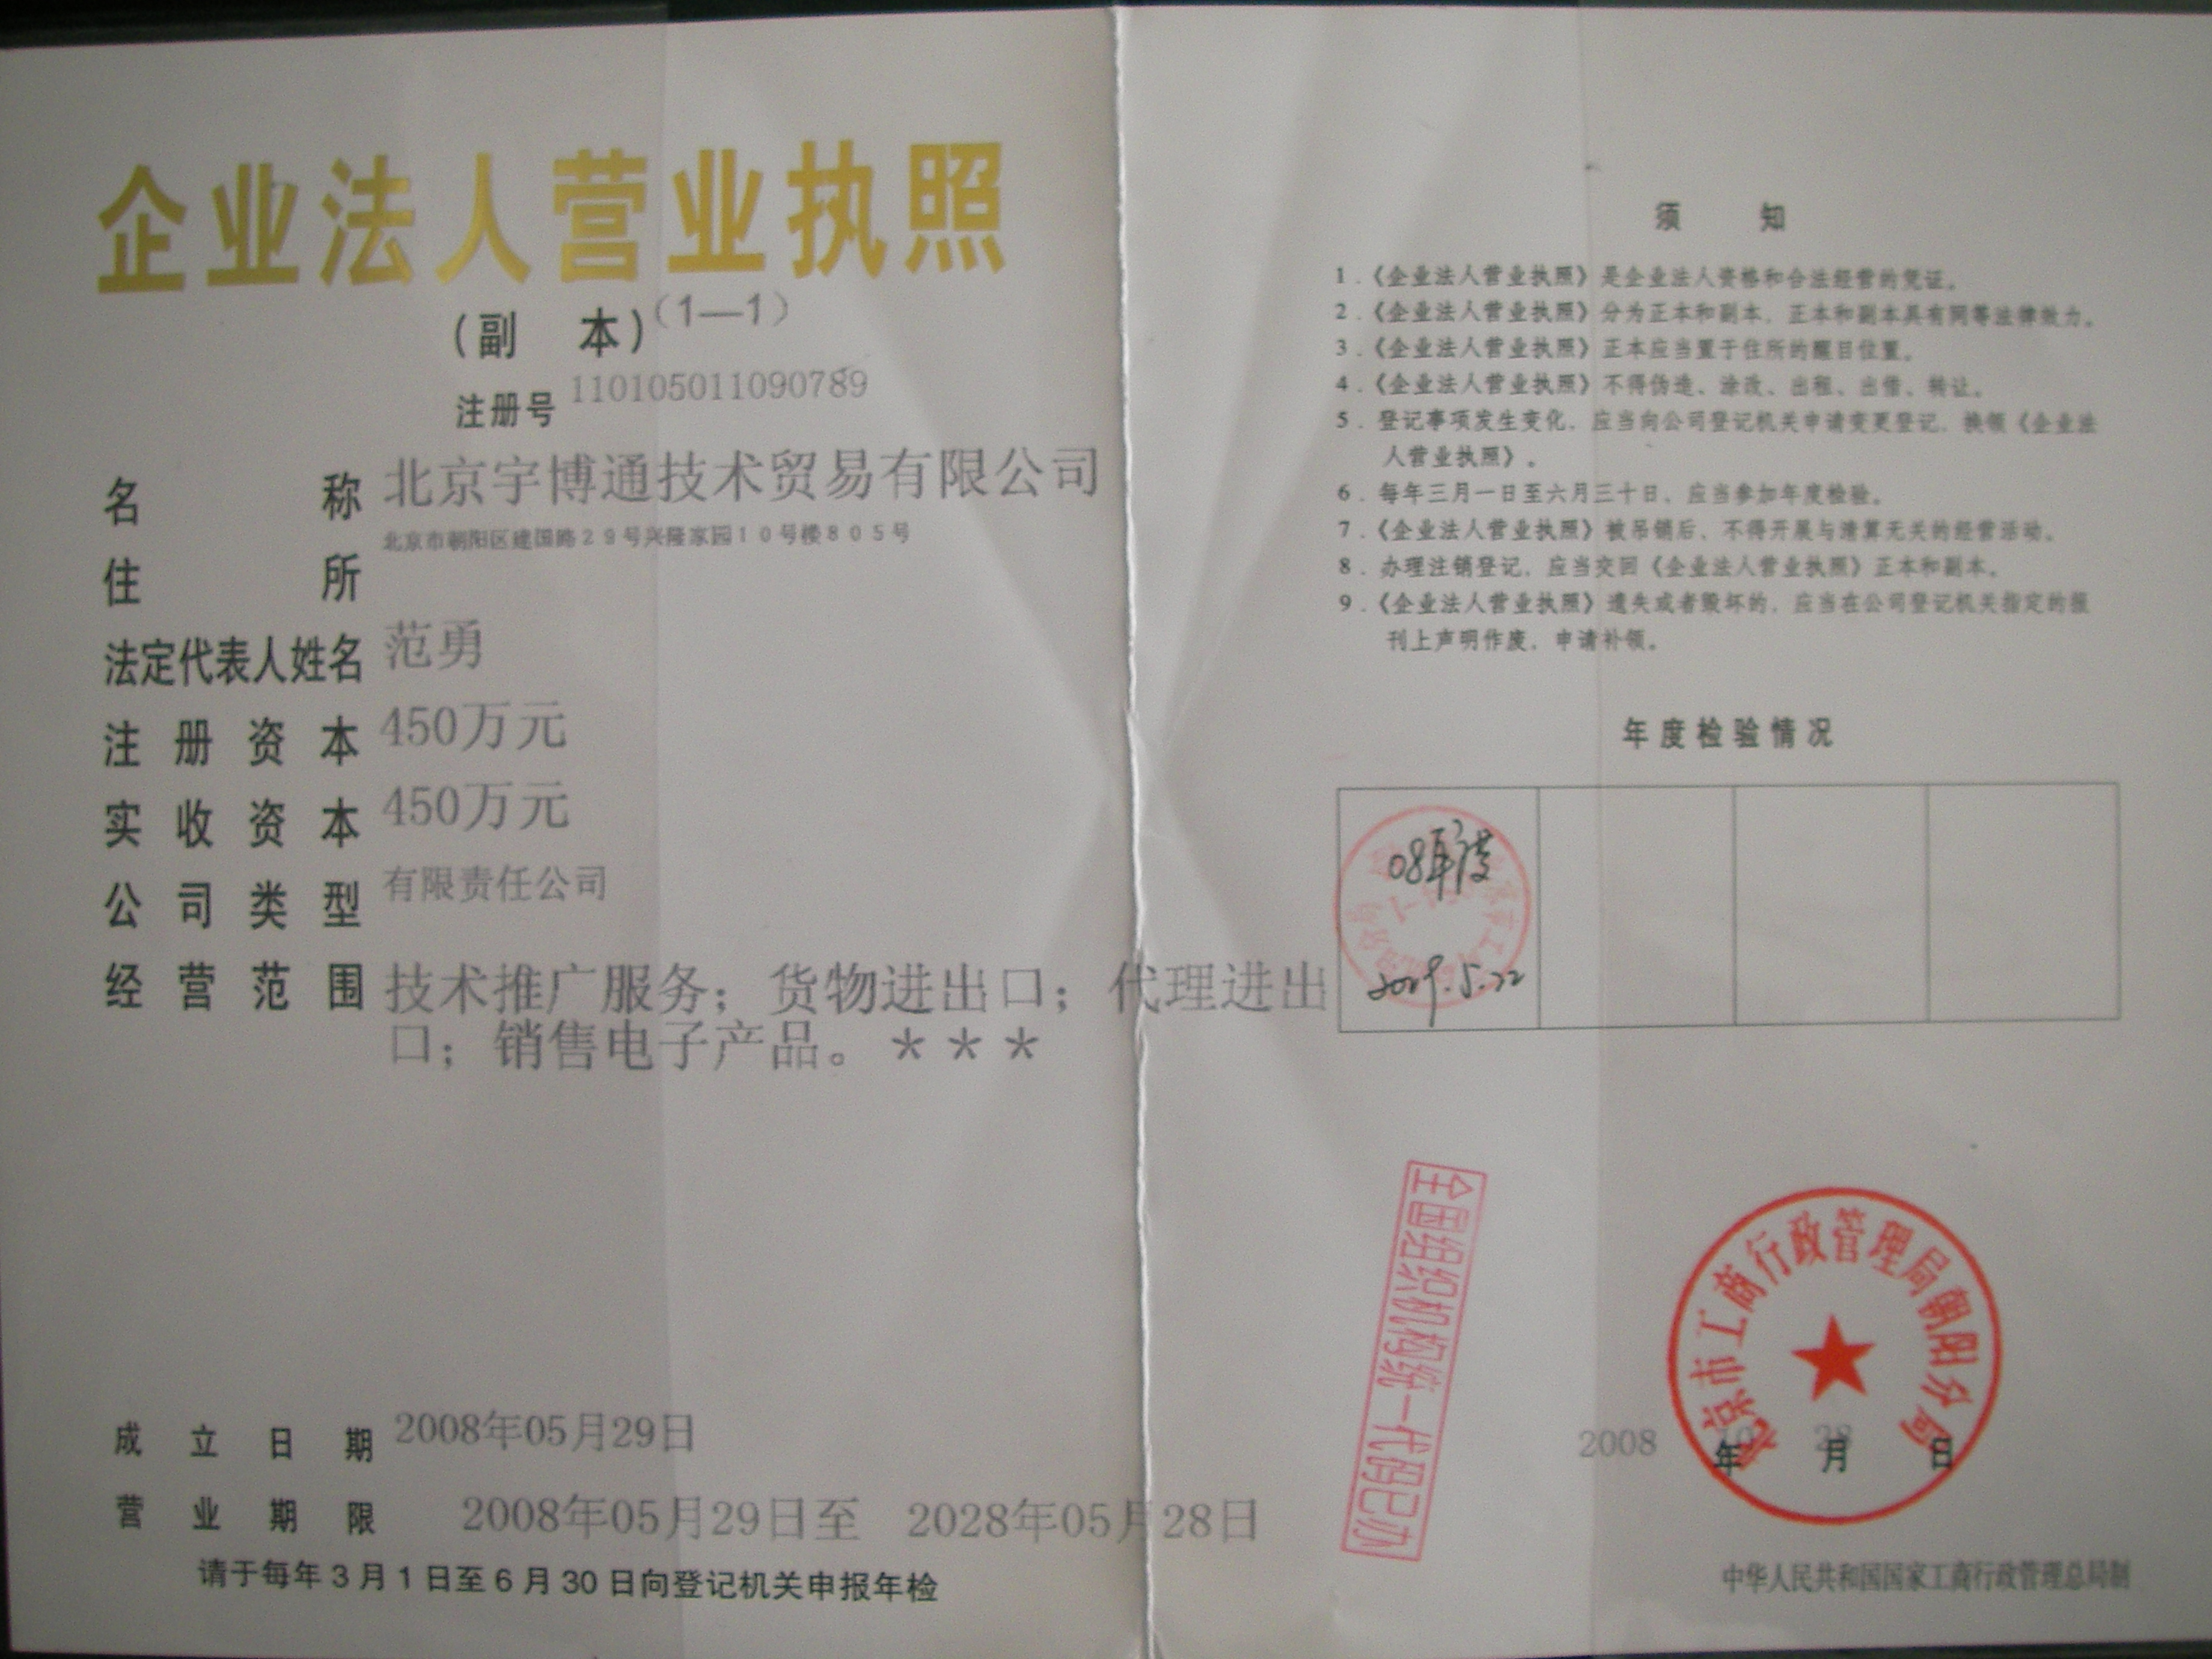 企业法人营业执照
（副 本）（1—1）
注册号 110105011090789
名 称 北京宇博通技术贸易有限公司
住 所 北京市朝阳区建国路29号兴隆家园10号楼805号
法定代表人姓名 范勇
注册资本 450万元
实收资本 450万元
公司类型 有限责任公司
经营范围 技术推广服务；货物进出口；代理进出
口；销售电子产品。＊＊＊
成立日期 2008年05月29日
营业期限 2008年05月29日至 2028年05月28日
请于每年3月1日至6月30日向登记机关申报年检
须 知
1．《企业法人营业执照》是企业法人资格和合法经营的凭证。
2．《企业法人营业执照》分为正本和副本，正本和副本具有同等法律效力。
3．《企业法人营业执照》正本应当置于住所的醒目位置。
4．《企业法人营业执照》不得伪造、涂改、出租、出借、转让。
5．登记事项发生变化，应当向公司登记机关申请变更登记，换领《企业法
人营业执照》。
6．每年三月一日至六月三十日，应当参加年度检验。
7．《企业法人营业执照》被吊销后，不得开展与清算无关的经营活动。
8．办理注销登记，应当交回《企业法人营业执照》正本和副本。
9．《企业法人营业执照》遗失或者毁坏的，应当在公司登记机关指定的报
刊上声明作废，申请补领。
年度检验情况
08年度
2009.5.22
全国组织机构统一代码已办
北京市工商行政管理局朝阳分局
2008 年 月 28 日
中华人民共和国国家工商行政管理总局制